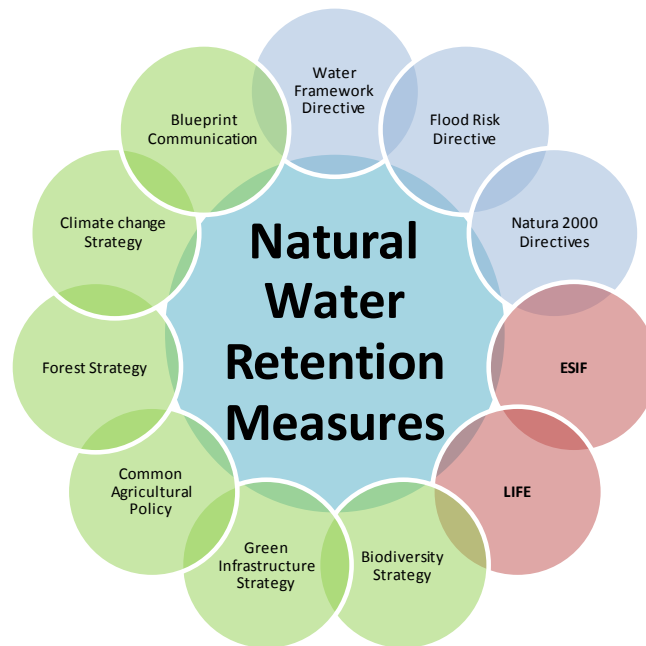 Natural
Water
Retention
Measures
Water
Framework
Directive
Flood Risk
Directive
Natura 2000
Directives
ESIF
LIFE
Biodiversity
Strategy
Green
Infrastructure
Strategy
Common
Agricultural
Policy
Forest Strategy
Climate change
Strategy
Blueprint
Communication